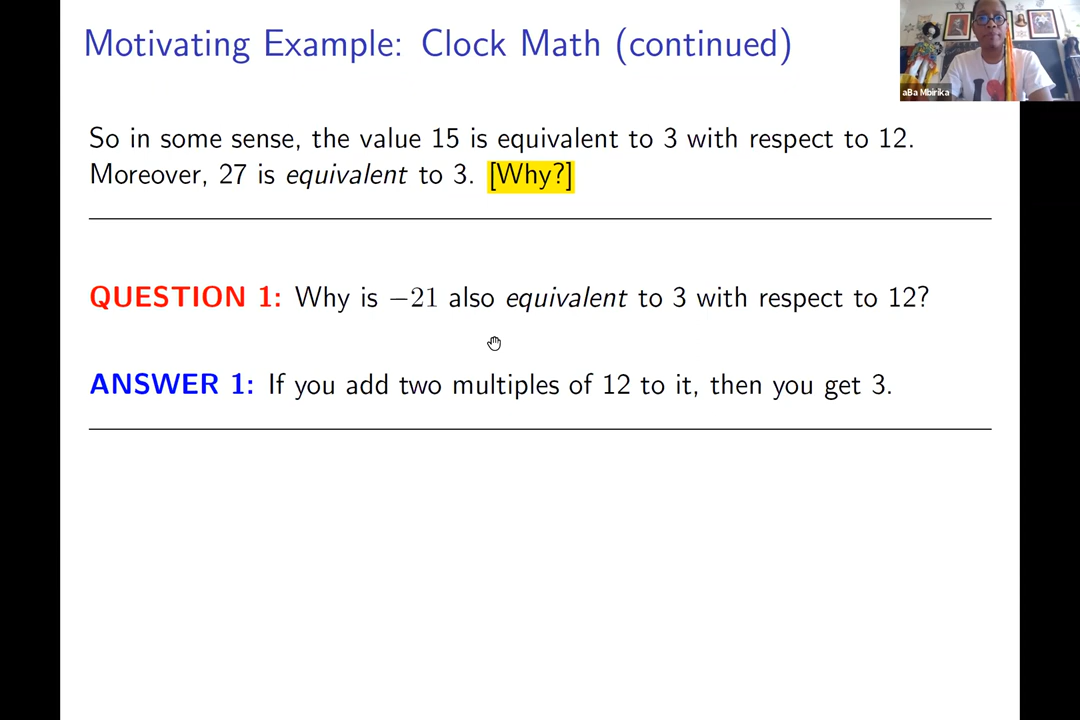 Motivating Example: Clock Math (continued)
aBa Mbirika
So in some sense, the value 15 is equivalent to 3 with respect to 12.
Moreover, 27 is equivalent to 3. [Why?]
QUESTION 1: Why is −21 also equivalent to 3 with respect to 12?
ANSWER 1: If you add two multiples of 12 to it, then you get 3.